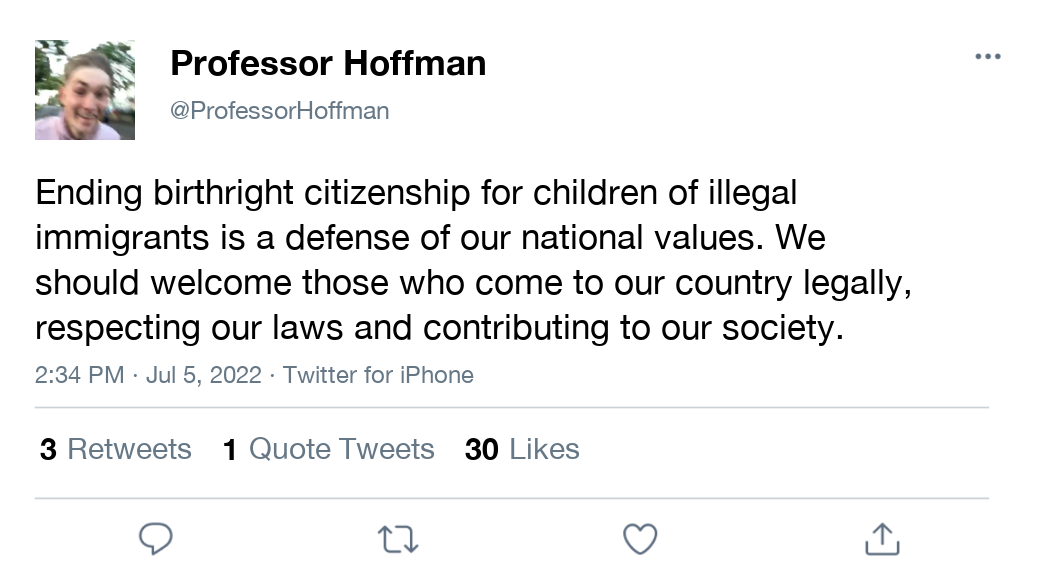 Professor Hoffman
@ProfessorHoffman
Ending birthright citizenship for children of illegal
immigrants is a defense of our national values. We
should welcome those who come to our country legally,
respecting our laws and contributing to our society.
2:34 PM · Jul 5, 2022 · Twitter for iPhone
3 Retweets 1 Quote Tweets 30 Likes